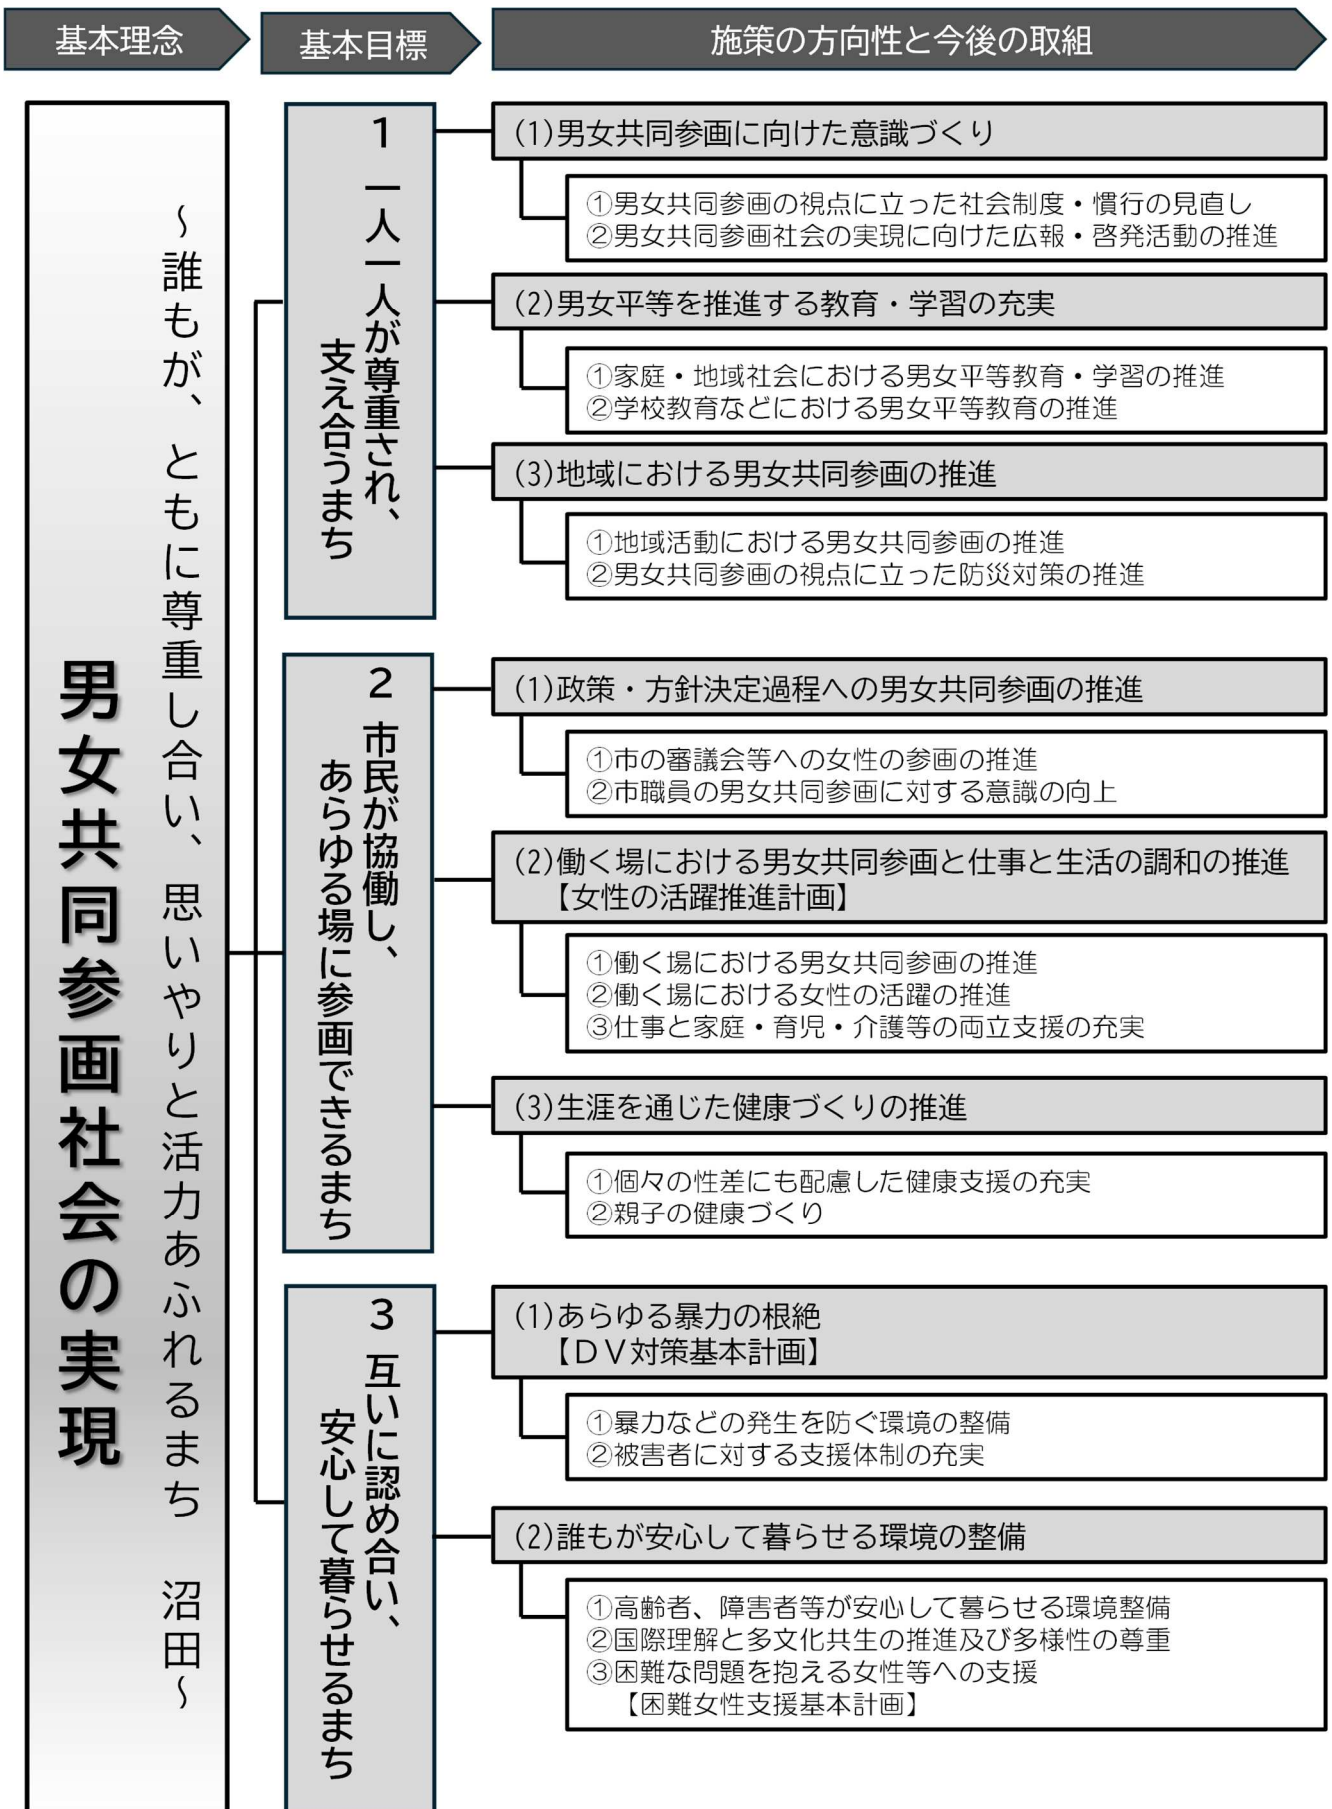 基本理念
基本目標
施策の方向性と今後の取組
男女共同参画社会の実現
～誰もが、ともに尊重し合い、思いやりと活力あふれるまち　沼田～
1 一人一人が尊重され、
支え合うまち
(1)男女共同参画に向けた意識づくり
①男女共同参画の視点に立った社会制度・慣行の見直し
②男女共同参画社会の実現に向けた広報・啓発活動の推進
(2)男女平等を推進する教育・学習の充実
①家庭・地域社会における男女平等教育・学習の推進
②学校教育などにおける男女平等教育の推進
(3)地域における男女共同参画の推進
①地域活動における男女共同参画の推進
②男女共同参画の視点に立った防災対策の推進
2 市民が協働し、
あらゆる場に参画できるまち
(1)政策・方針決定過程への男女共同参画の推進
①市の審議会等への女性の参画の推進
②市職員の男女共同参画に対する意識の向上
(2)働く場における男女共同参画と仕事と生活の調和の推進
【女性の活躍推進計画】
①働く場における男女共同参画の推進
②働く場における女性の活躍の推進
③仕事と家庭・育児・介護等の両立支援の充実
(3)生涯を通じた健康づくりの推進
①個々の性差にも配慮した健康支援の充実
②親子の健康づくり
3 互いに認め合い、
安心して暮らせるまち
(1)あらゆる暴力の根絶
【ＤＶ対策基本計画】
①暴力などの発生を防ぐ環境の整備
②被害者に対する支援体制の充実
(2)誰もが安心して暮らせる環境の整備
①高齢者、障害者等が安心して暮らせる環境整備
②国際理解と多文化共生の推進及び多様性の尊重
③困難な問題を抱える女性等への支援
【困難女性支援基本計画】